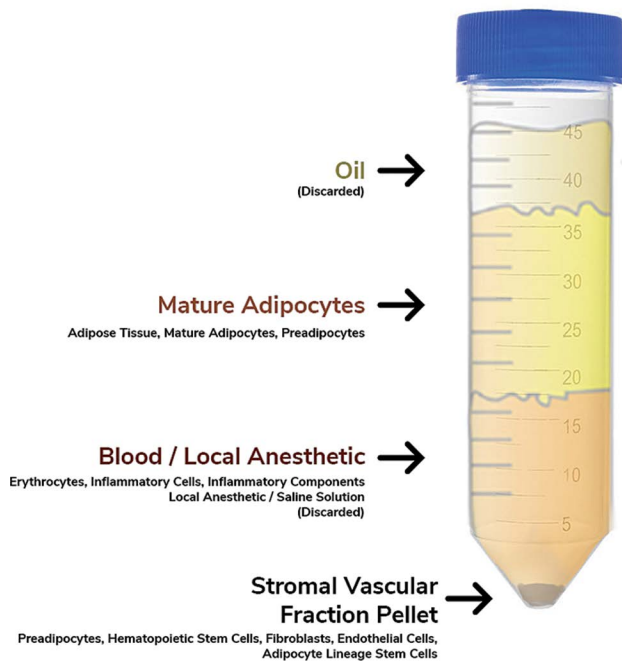 45
Oil
(Discarded)
40
35
30
Mature Adipocytes
Adipose Tissue, Mature Adipocytes, Preadipocytes
25
20
15
Blood / Local Anesthetic
Erythrocytes, Inflammatory Cells, Inflammatory Components
Local Anesthetic / Saline Solution
(Discarded)
10
5
Stromal Vascular
Fraction Pellet
Preadipocytes, Hematopoietic Stem Cells, Fibroblasts, Endothelial Cells,
Adipocyte Lineage Stem Cells